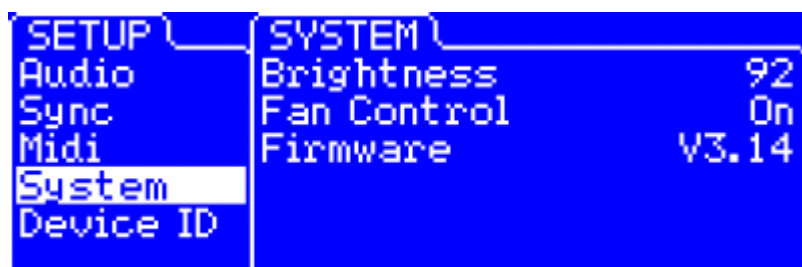 SETUP
Audio
Sync
Midi
System
Device ID
SYSTEM
Brightness 92
Fan Control On
Firmware V3.14